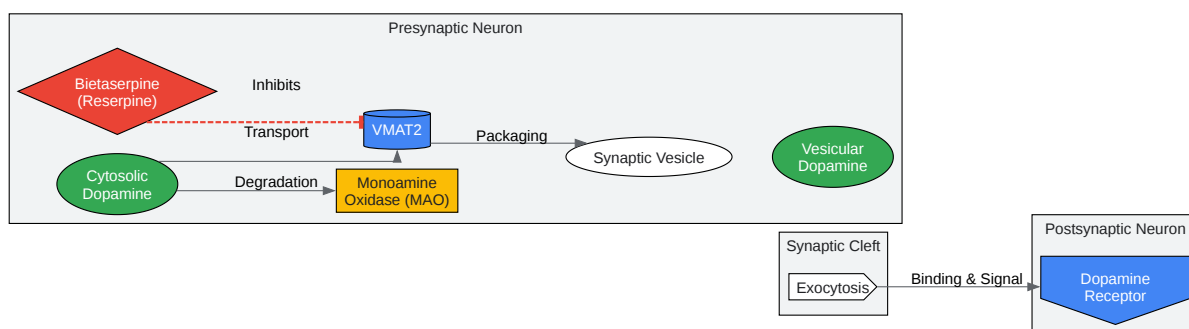 Presynaptic Neuron
Bietaserpine
(Reserpine)
Inhibits
Transport
VMAT2
Packaging
Synaptic Vesicle
Vesicular
Dopamine
Cytosolic
Dopamine
Degradation
Monoamine
Oxidase (MAO)
Synaptic Cleft
Exocytosis
Binding & Signal
Postsynaptic Neuron
Dopamine
Receptor